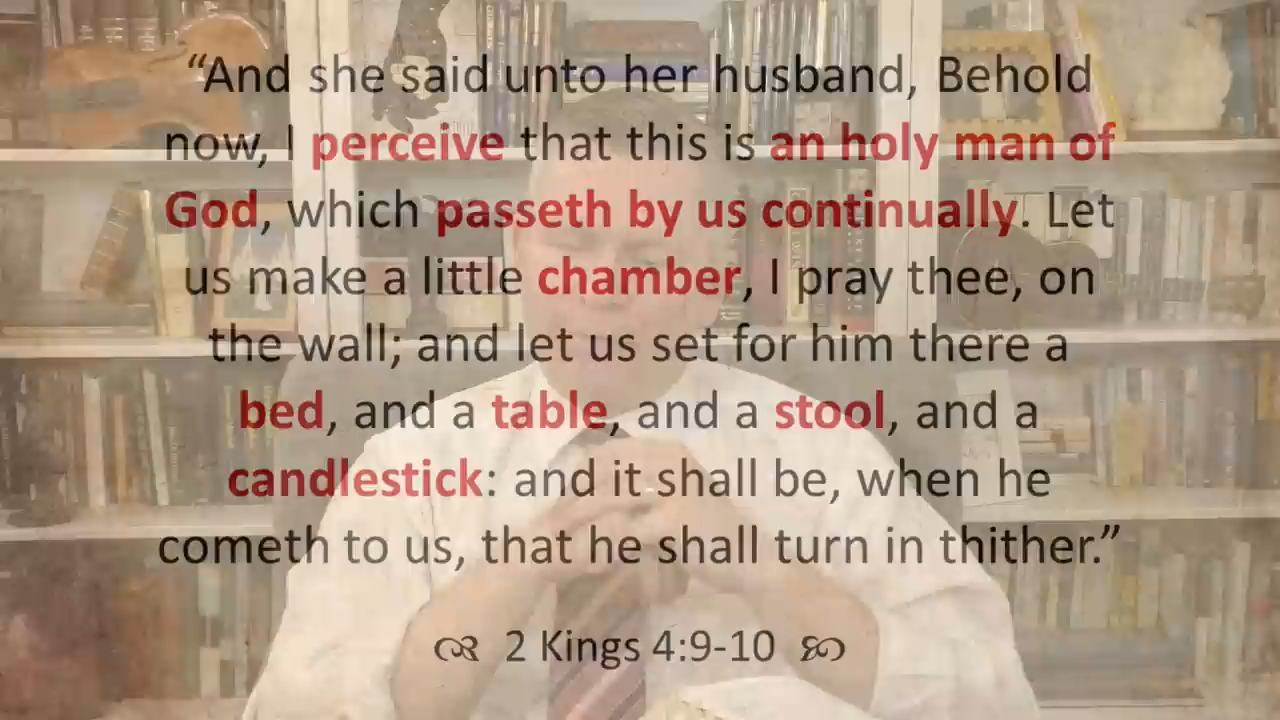 “And she said unto her husband, Behold
now, I perceive that this is an holy man of
God, which passeth by us continually. Let
us make a little chamber, I pray thee, on
the wall; and let us set for him there a
bed, and a table, and a stool, and a
candlestick: and it shall be, when he
cometh to us, that he shall turn in thither.”
2 Kings 4:9-10